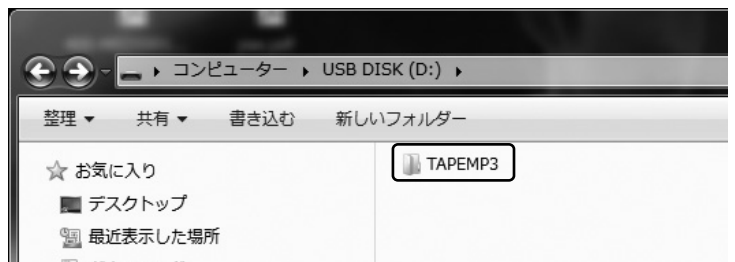 コンピューター ▸ USB DISK (D:) ▸
整理 ▼ 共有 ▼ 書き込む 新しいフォルダー
お気に入り
TAPEMP3
デスクトップ
最近表示した場所